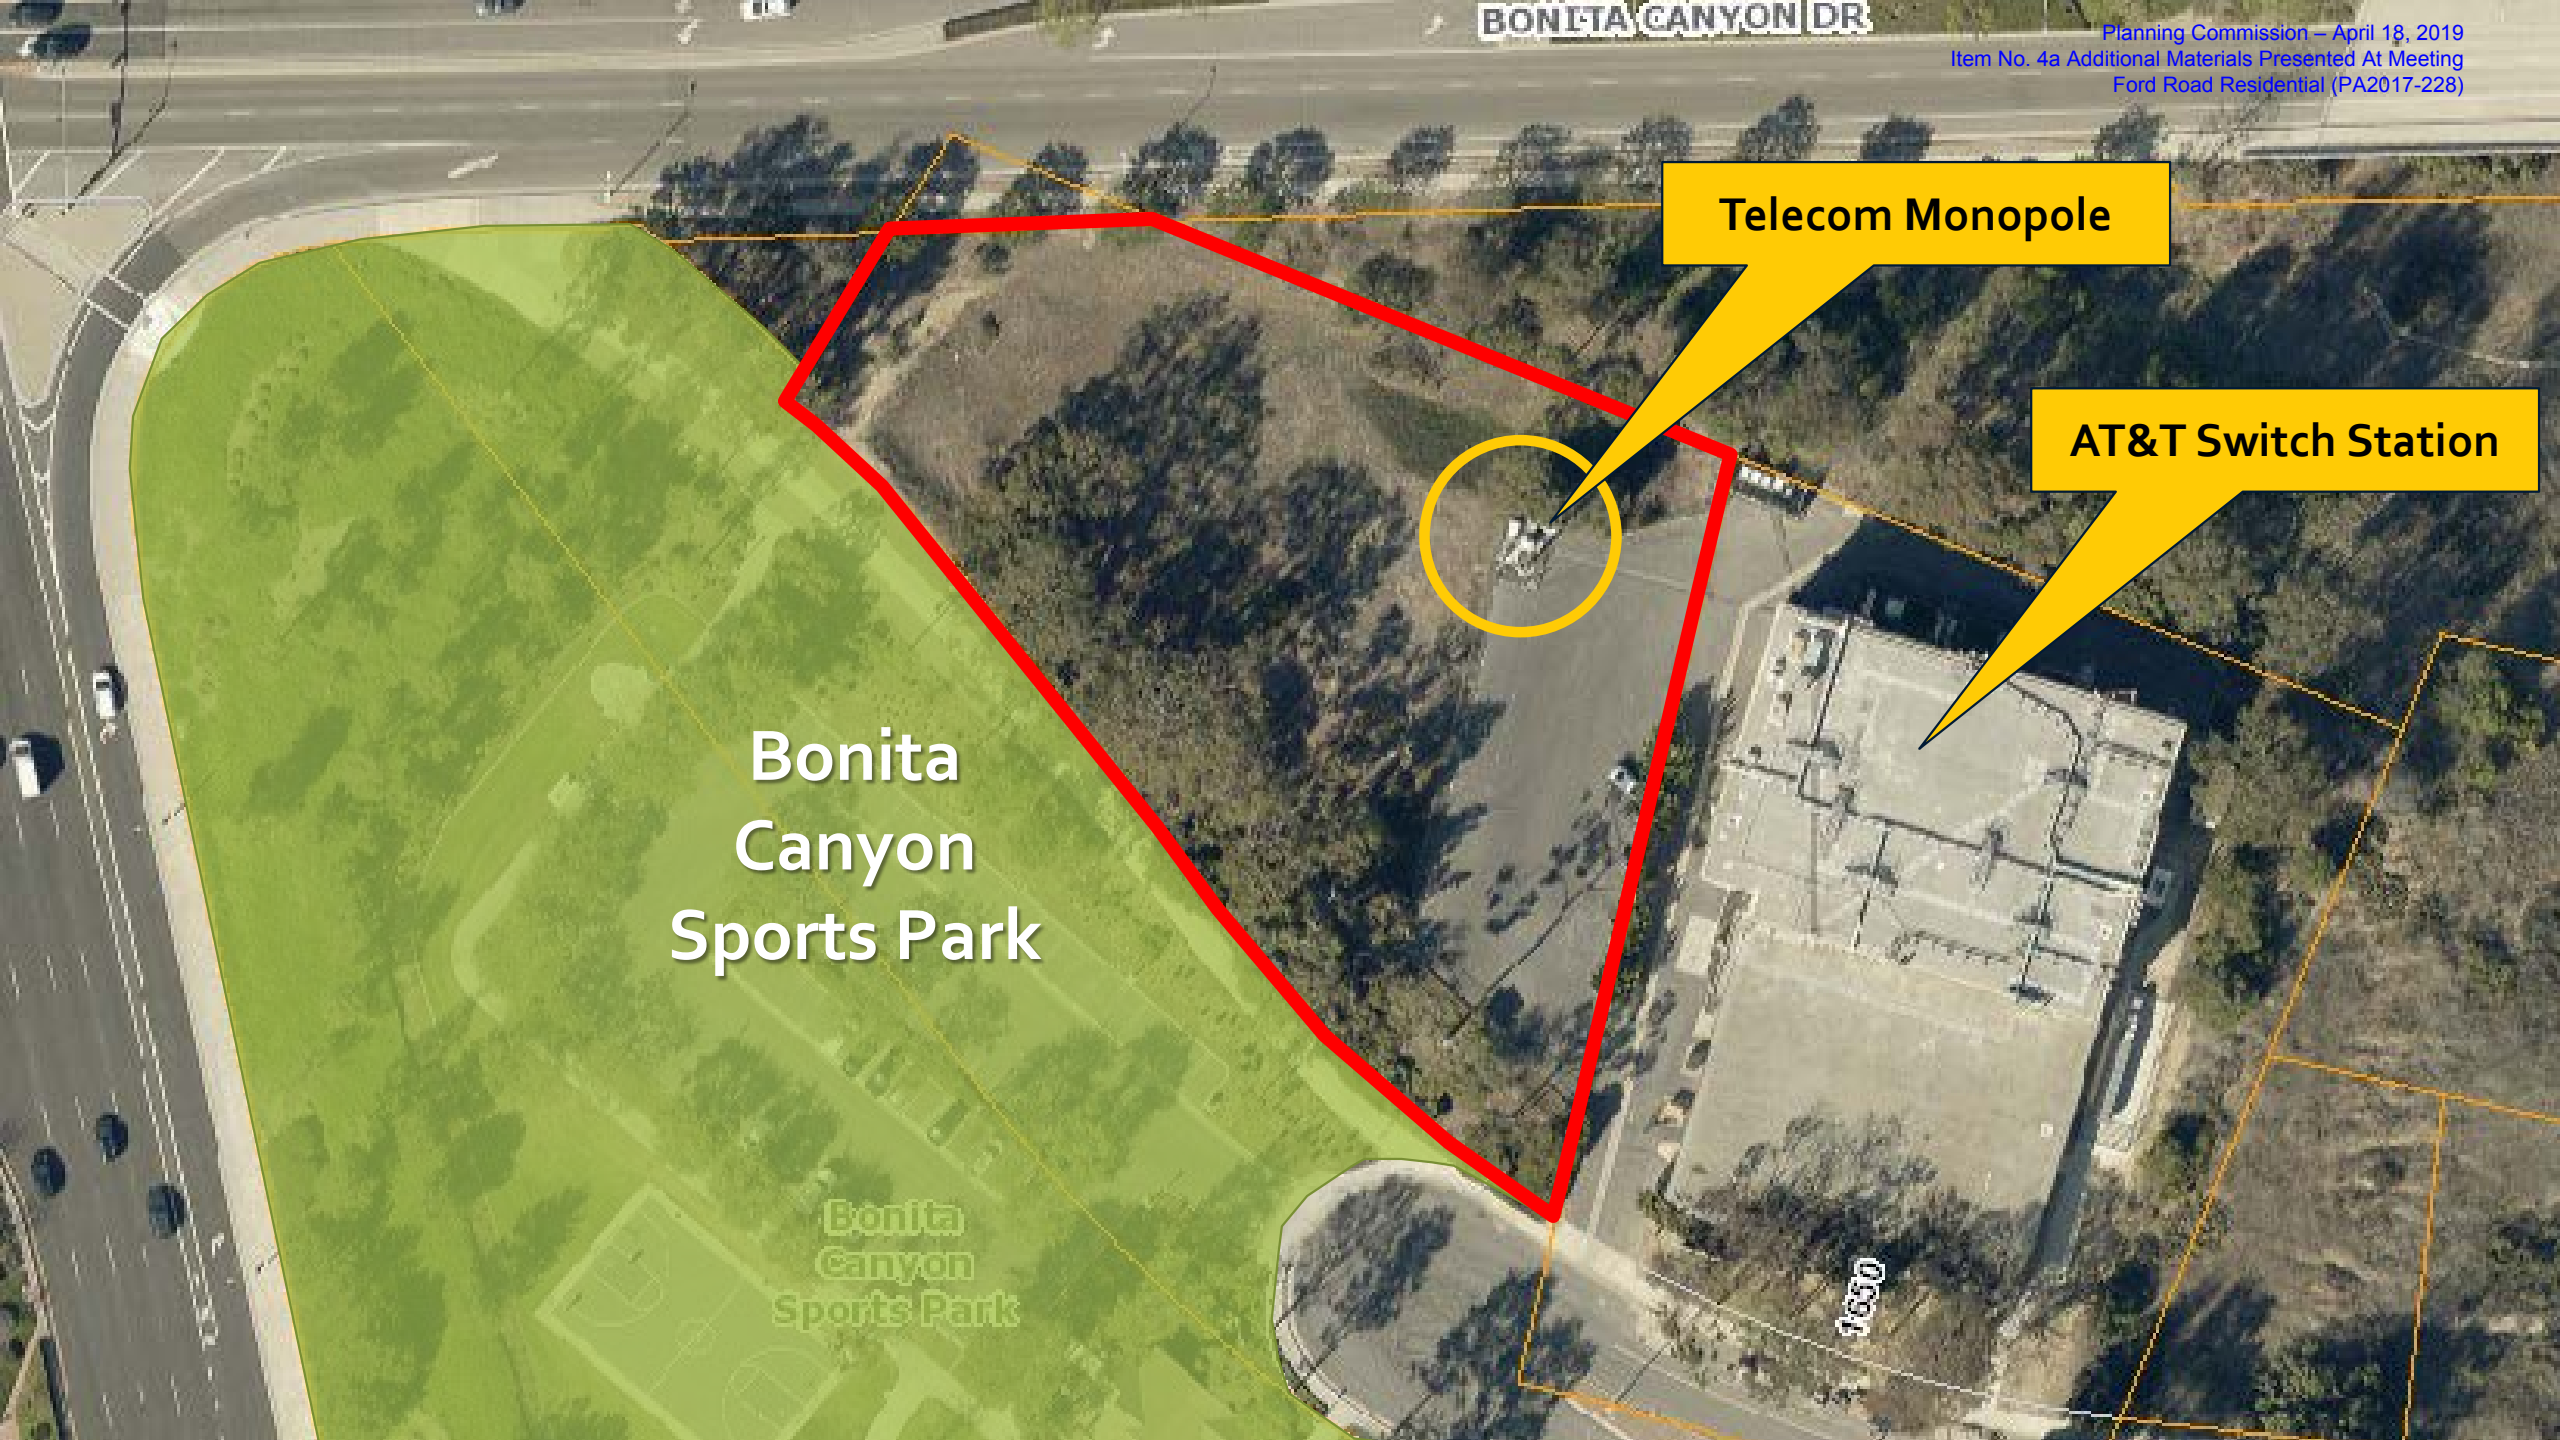 BONITA CANYON DR
Planning Commission – April 18, 2019
Item No. 4a Additional Materials Presented At Meeting
Ford Road Residential (PA2017-228)
Telecom Monopole
AT&T Switch Station
Bonita
Canyon
Sports Park
Bonita
Canyon
Sports Park
1650